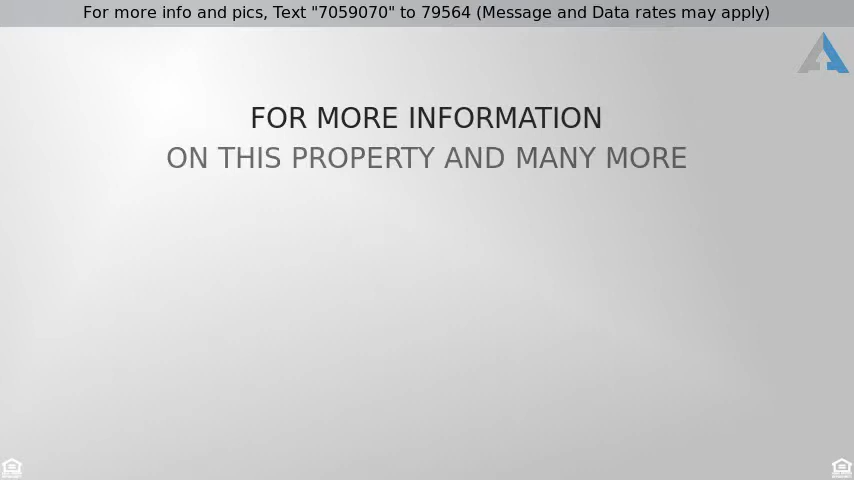 For more info and pics, Text "7059070" to 79564 (Message and Data rates may apply)
FOR MORE INFORMATION
ON THIS PROPERTY AND MANY MORE